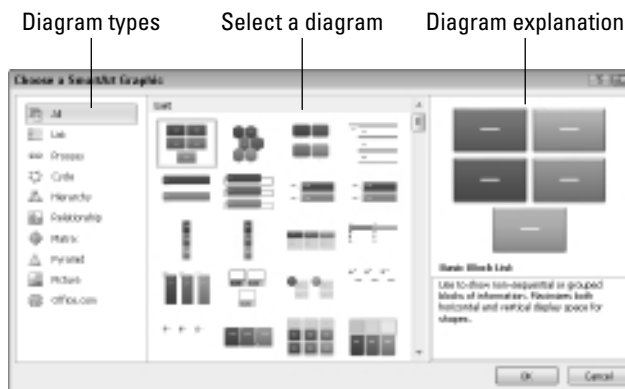 Diagram types
Select a diagram
Diagram explanation
Choose a SmartArt Graphic
All
List
Process
Cycle
Hierarchy
Relationship
Matrix
Pyramid
Picture
Office.com
List
Basic Block List
Use to show non-sequential or grouped
blocks of information. Maximizes both
horizontal and vertical display space for
shapes.
OK
Cancel